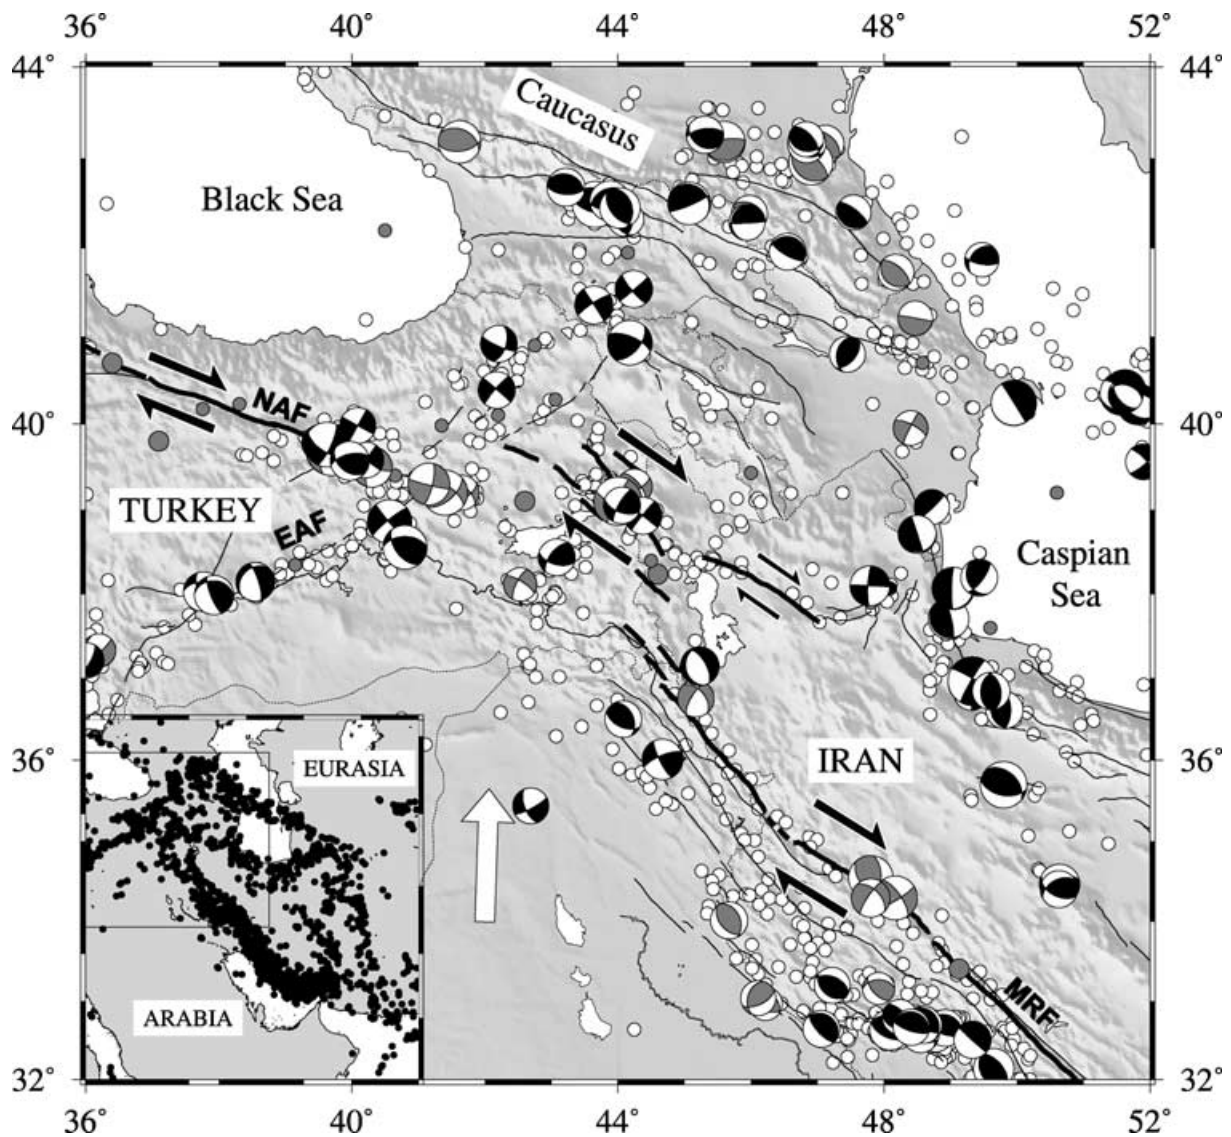 36° 40° 44° 48° 52°
44° 44°
Caucasus
Black Sea
40° 40°
NAF
TURKEY
EAF
Caspian
Sea
36° 36°
IRAN
EURASIA
ARABIA
MRF
32° 32°
36° 40° 44° 48° 52°